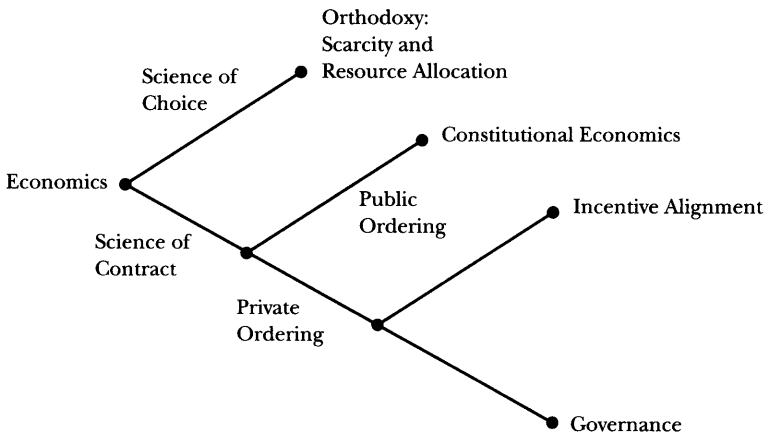 Orthodoxy:
Scarcity and
Resource Allocation
Science of
Choice
Constitutional Economics
Economics
Public
Ordering
Incentive Alignment
Science of
Contract
Private
Ordering
Governance